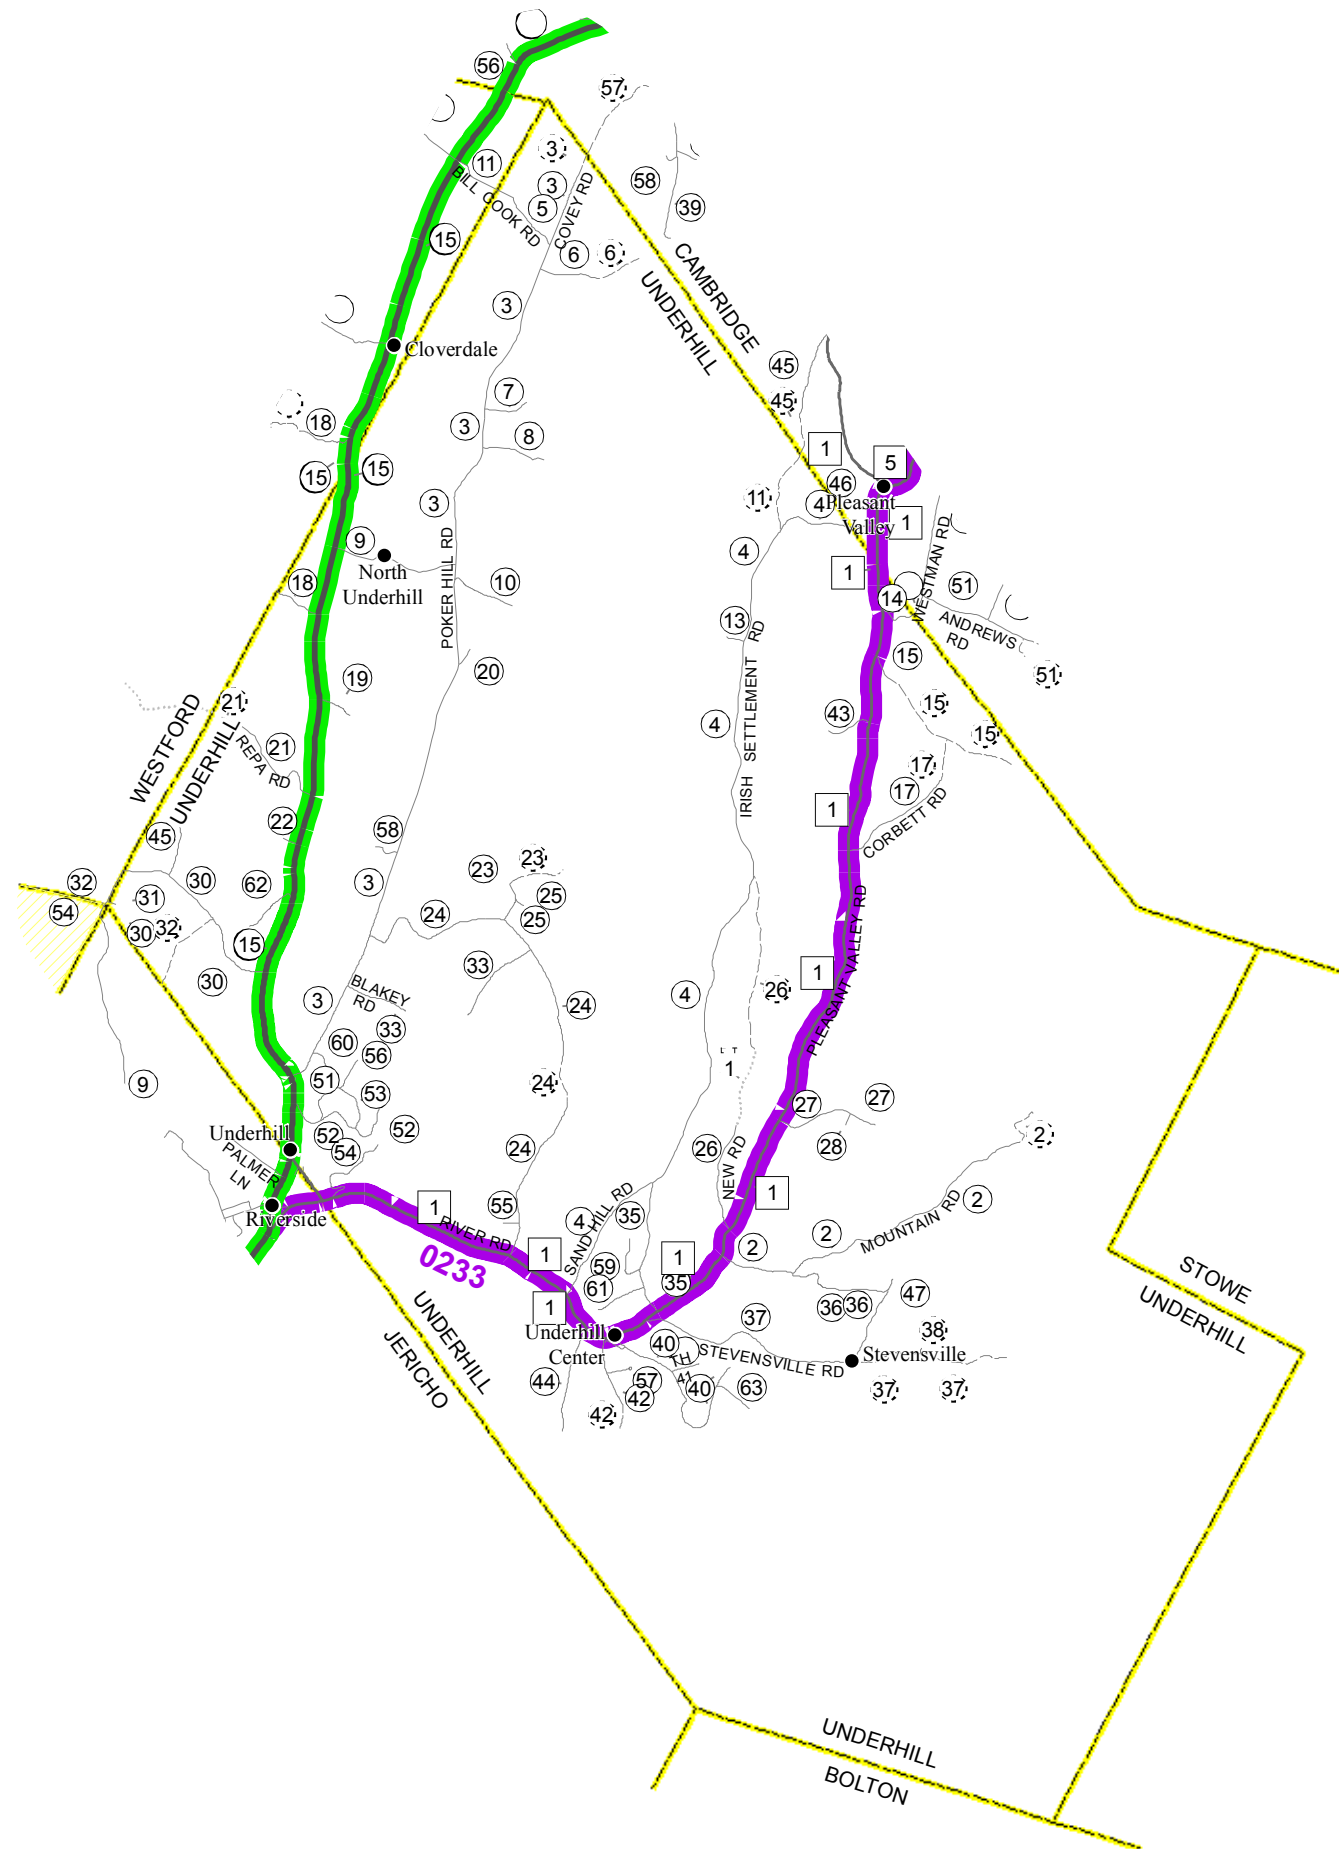 56
57
3
11
3
58
BILL COOK RD
5
39
COVEY RD
15
6
6
CAMBRIDGE
UNDERHILL
3
Cloverdale
45
7
45
18
3
8
1
15
15
5
46
11
3
4
Pleasant
Valley
1
9
4
North
Underhill
1
18
10
51
14
WESTMAN RD
POKER HILL RD
13
ANDREWS
RD
15
20
51
19
21
15
43
4
15
IRISH SETTLEMENT RD
WESTFORD
UNDERHILL
21
REPA RD
17
17
1
CORBETT RD
22
58
45
23
23
32
30
62
3
25
31
54
24
25
30
32
15
PLEASANT VALLEY RD
33
1
30
26
4
BLAKEY
RD
3
24
33
60
56
1
51
24
9
53
27
27
52
Underhill
52
54
2
28
24
26
PALMER
LN
NEW RD
1
2
55
SAND HILL RD
35
1
Riverside
4
RIVER RD
2
MOUNTAIN RD
2
1
1
0233
59
35
61
STOWE
UNDERHILL
47
36
36
1
37
UNDERHILL
JERICHO
Underhill
Center
38
40
TH
41
STEVENSVILLE RD
Stevensville
44
57
40
63
37
37
42
42
UNDERHILL
BOLTON